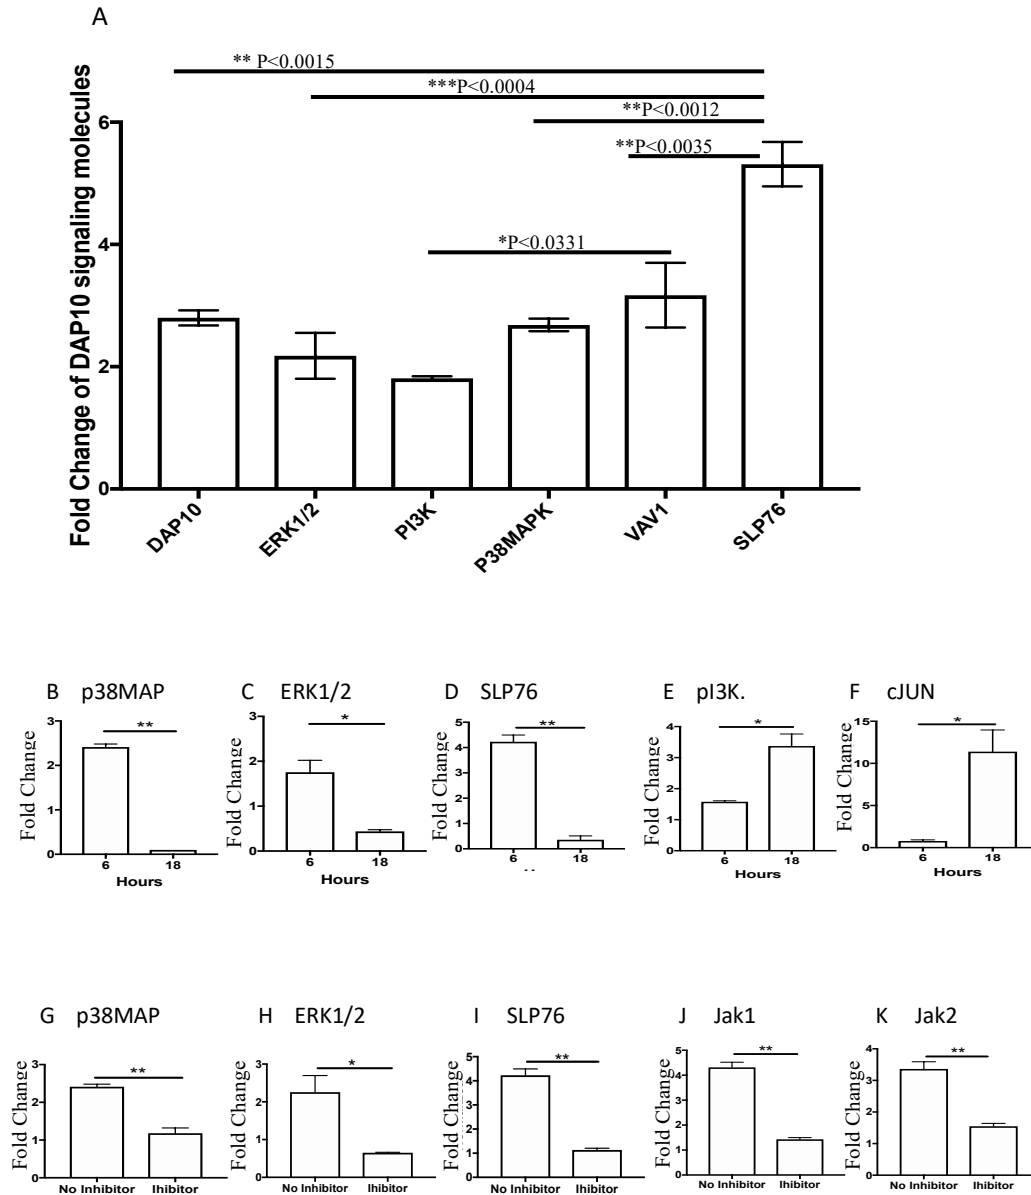 A
** P<0.0015
***P<0.0004
**P<0.0012
**P<0.0035
*P<0.0331
Fold Change of DAP10 signaling molecules
6
4
2
0
DAP10
ERK1/2
PI3K
P38MAPK
VAV1
SLP76
B p38MAP
C ERK1/2
D SLP76
E pI3K.
F cJUN
**
*
**
*
*
Fold Change
3
2
1
0
6 18
Hours
Fold Change
3
2
1
0
6 18
Hours
Fold Change
5
4
3
2
1
0
6 18
Fold Change
4
3
2
1
0
6 18
Hours
Fold Change
15
10
5
0
6 18
Hours
G p38MAP
H ERK1/2
I SLP76
J Jak1
K Jak2
**
*
**
**
**
Fold Change
3
2
1
0
No Inhibitor Ihibitor
Fold Change
3
2
1
0
No Inhibitor Ihibitor
Fold Change
5
4
3
2
1
0
No Inhibitor Ihibitor
Fold Change
5
4
3
2
1
0
No Inhibitor Ihibitor
Fold Change
4
3
2
1
0
No Inhibitor Ihibitor